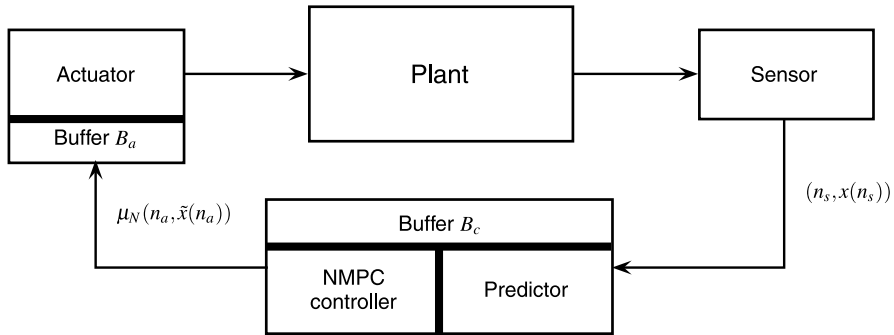 Actuator
Buffer B_a
Plant
Sensor
μ_N(n_a, x̃(n_a))
(n_s, x(n_s))
Buffer B_c
NMPC
controller
Predictor